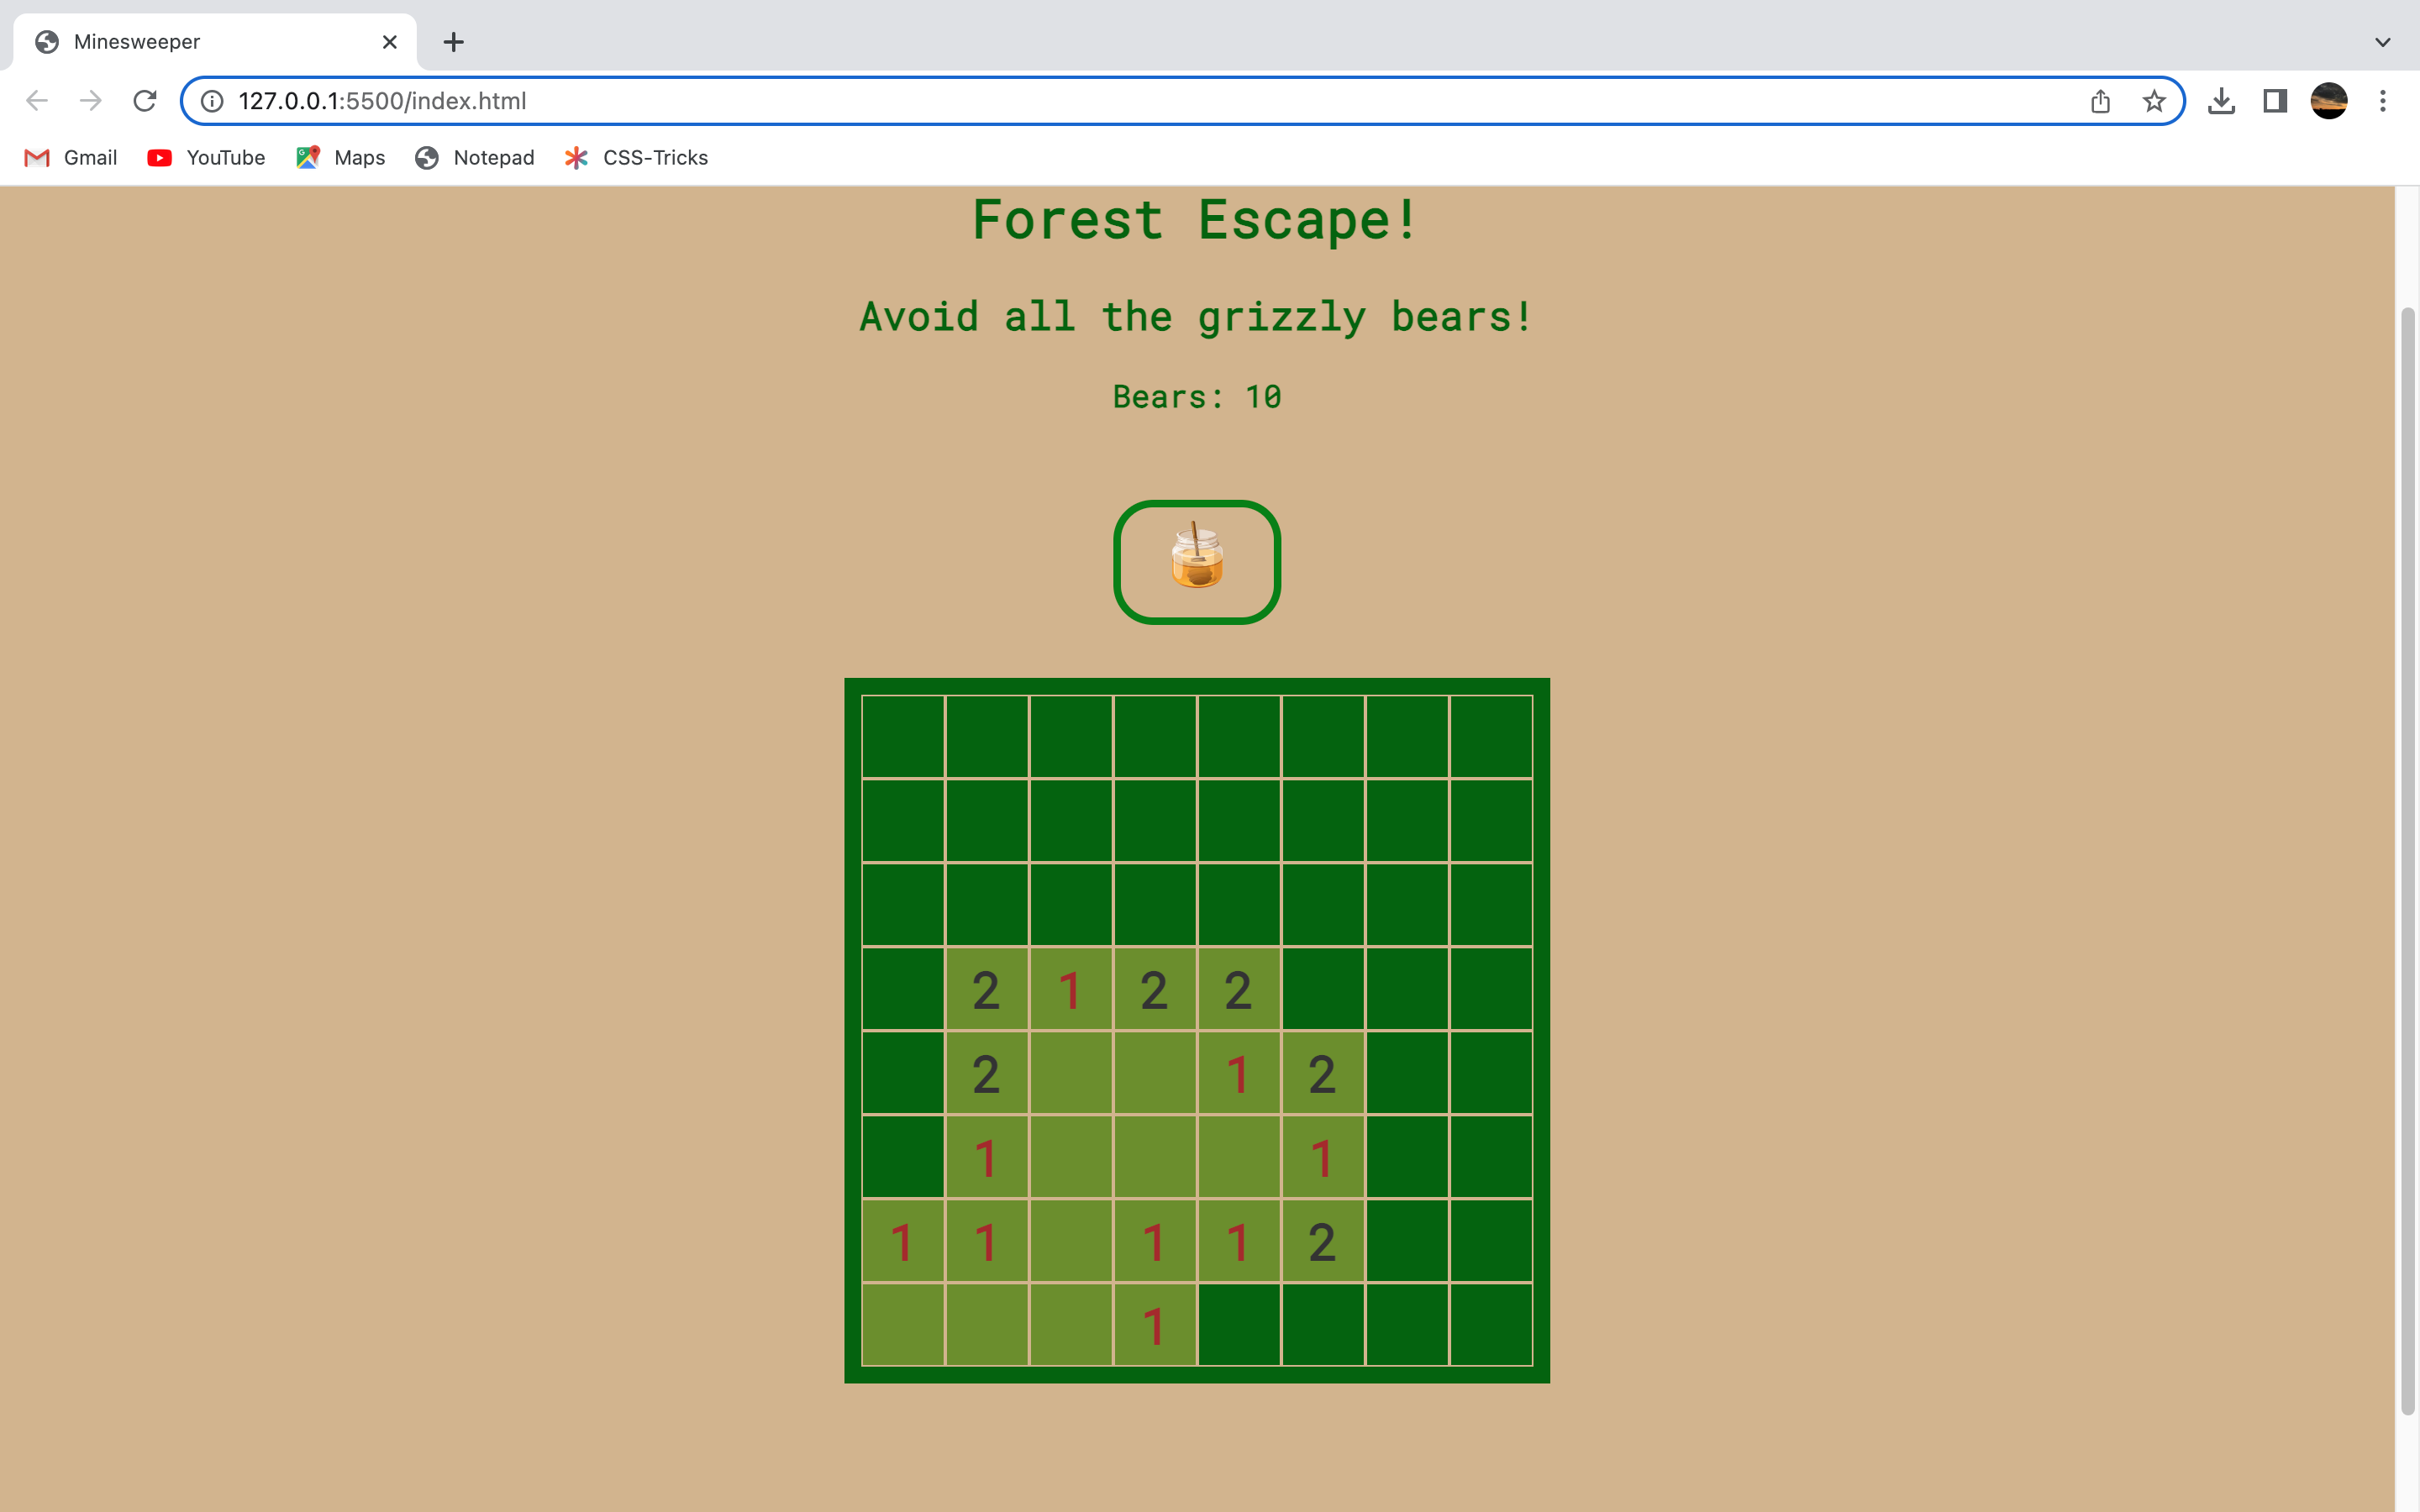 Minesweeper
127.0.0.1:5500/index.html
Gmail YouTube Maps Notepad CSS-Tricks
Forest Escape!
Avoid all the grizzly bears!
Bears: 10
2 1 2 2
2 1 2
1 1
1 1 1 1 2
1